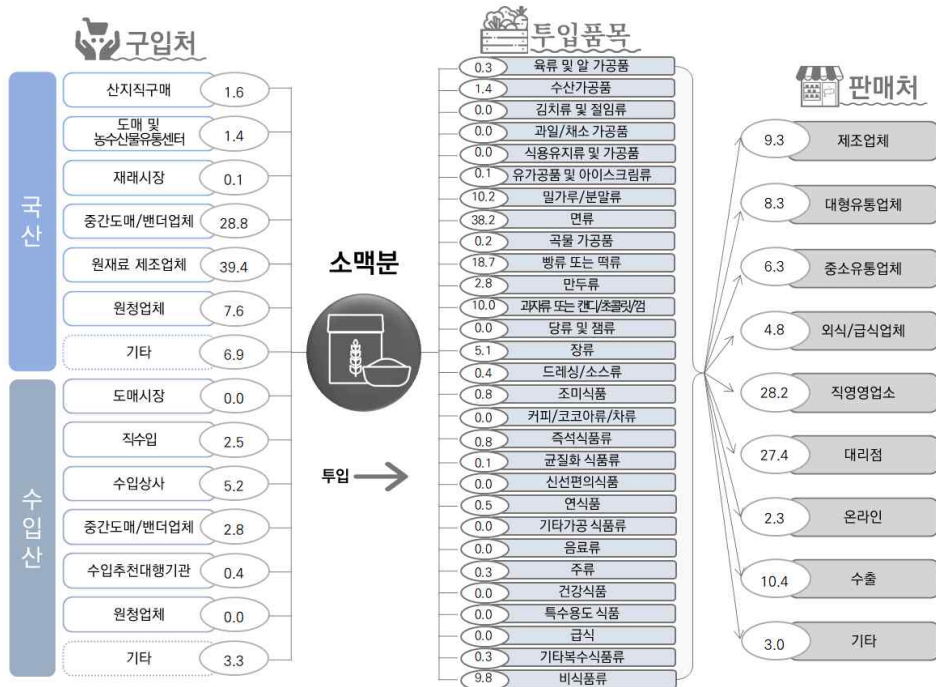 구입처
국산
산지직구매 1.6
도매 및
농수산물유통센터 1.4
재래시장 0.1
중간도매/밴더업체 28.8
원재료 제조업체 39.4
원청업체 7.6
기타 6.9
수입산
도매시장 0.0
직수입 2.5
수입상사 5.2
중간도매/밴더업체 2.8
수입추천대행기관 0.4
원청업체 0.0
기타 3.3
소맥분
투입
투입품목
0.3 육류 및 알 가공품
1.4 수산가공품
0.0 김치류 및 절임류
0.0 과일/채소 가공품
0.0 식용유지류 및 가공품
0.1 유가공품 및 아이스크림류
10.2 밀가루/분말류
38.2 면류
0.2 곡물 가공품
18.7 빵류 또는 떡류
2.8 만두류
10.0 과자류 또는 캔디/초콜릿/껌
0.0 당류 및 잼류
5.1 장류
0.4 드레싱/소스류
0.8 조미식품
0.0 커피/코코아류/차류
0.8 즉석식품류
0.1 균질화 식품류
0.0 신선편의식품
0.5 연식품
0.0 기타가공 식품류
0.0 음료류
0.3 주류
0.0 건강식품
0.0 특수용도 식품
0.0 급식
0.3 기타복수식품류
9.8 비식품류
판매처
9.3 제조업체
8.3 대형유통업체
6.3 중소유통업체
4.8 외식/급식업체
28.2 직영영업소
27.4 대리점
2.3 온라인
10.4 수출
3.0 기타